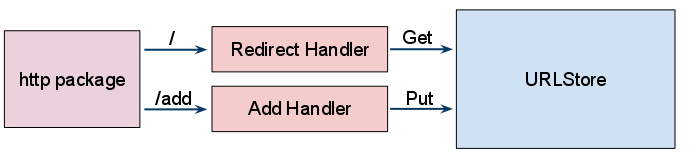 http package
/
Redirect Handler
Get
/add
Add Handler
Put
URLStore